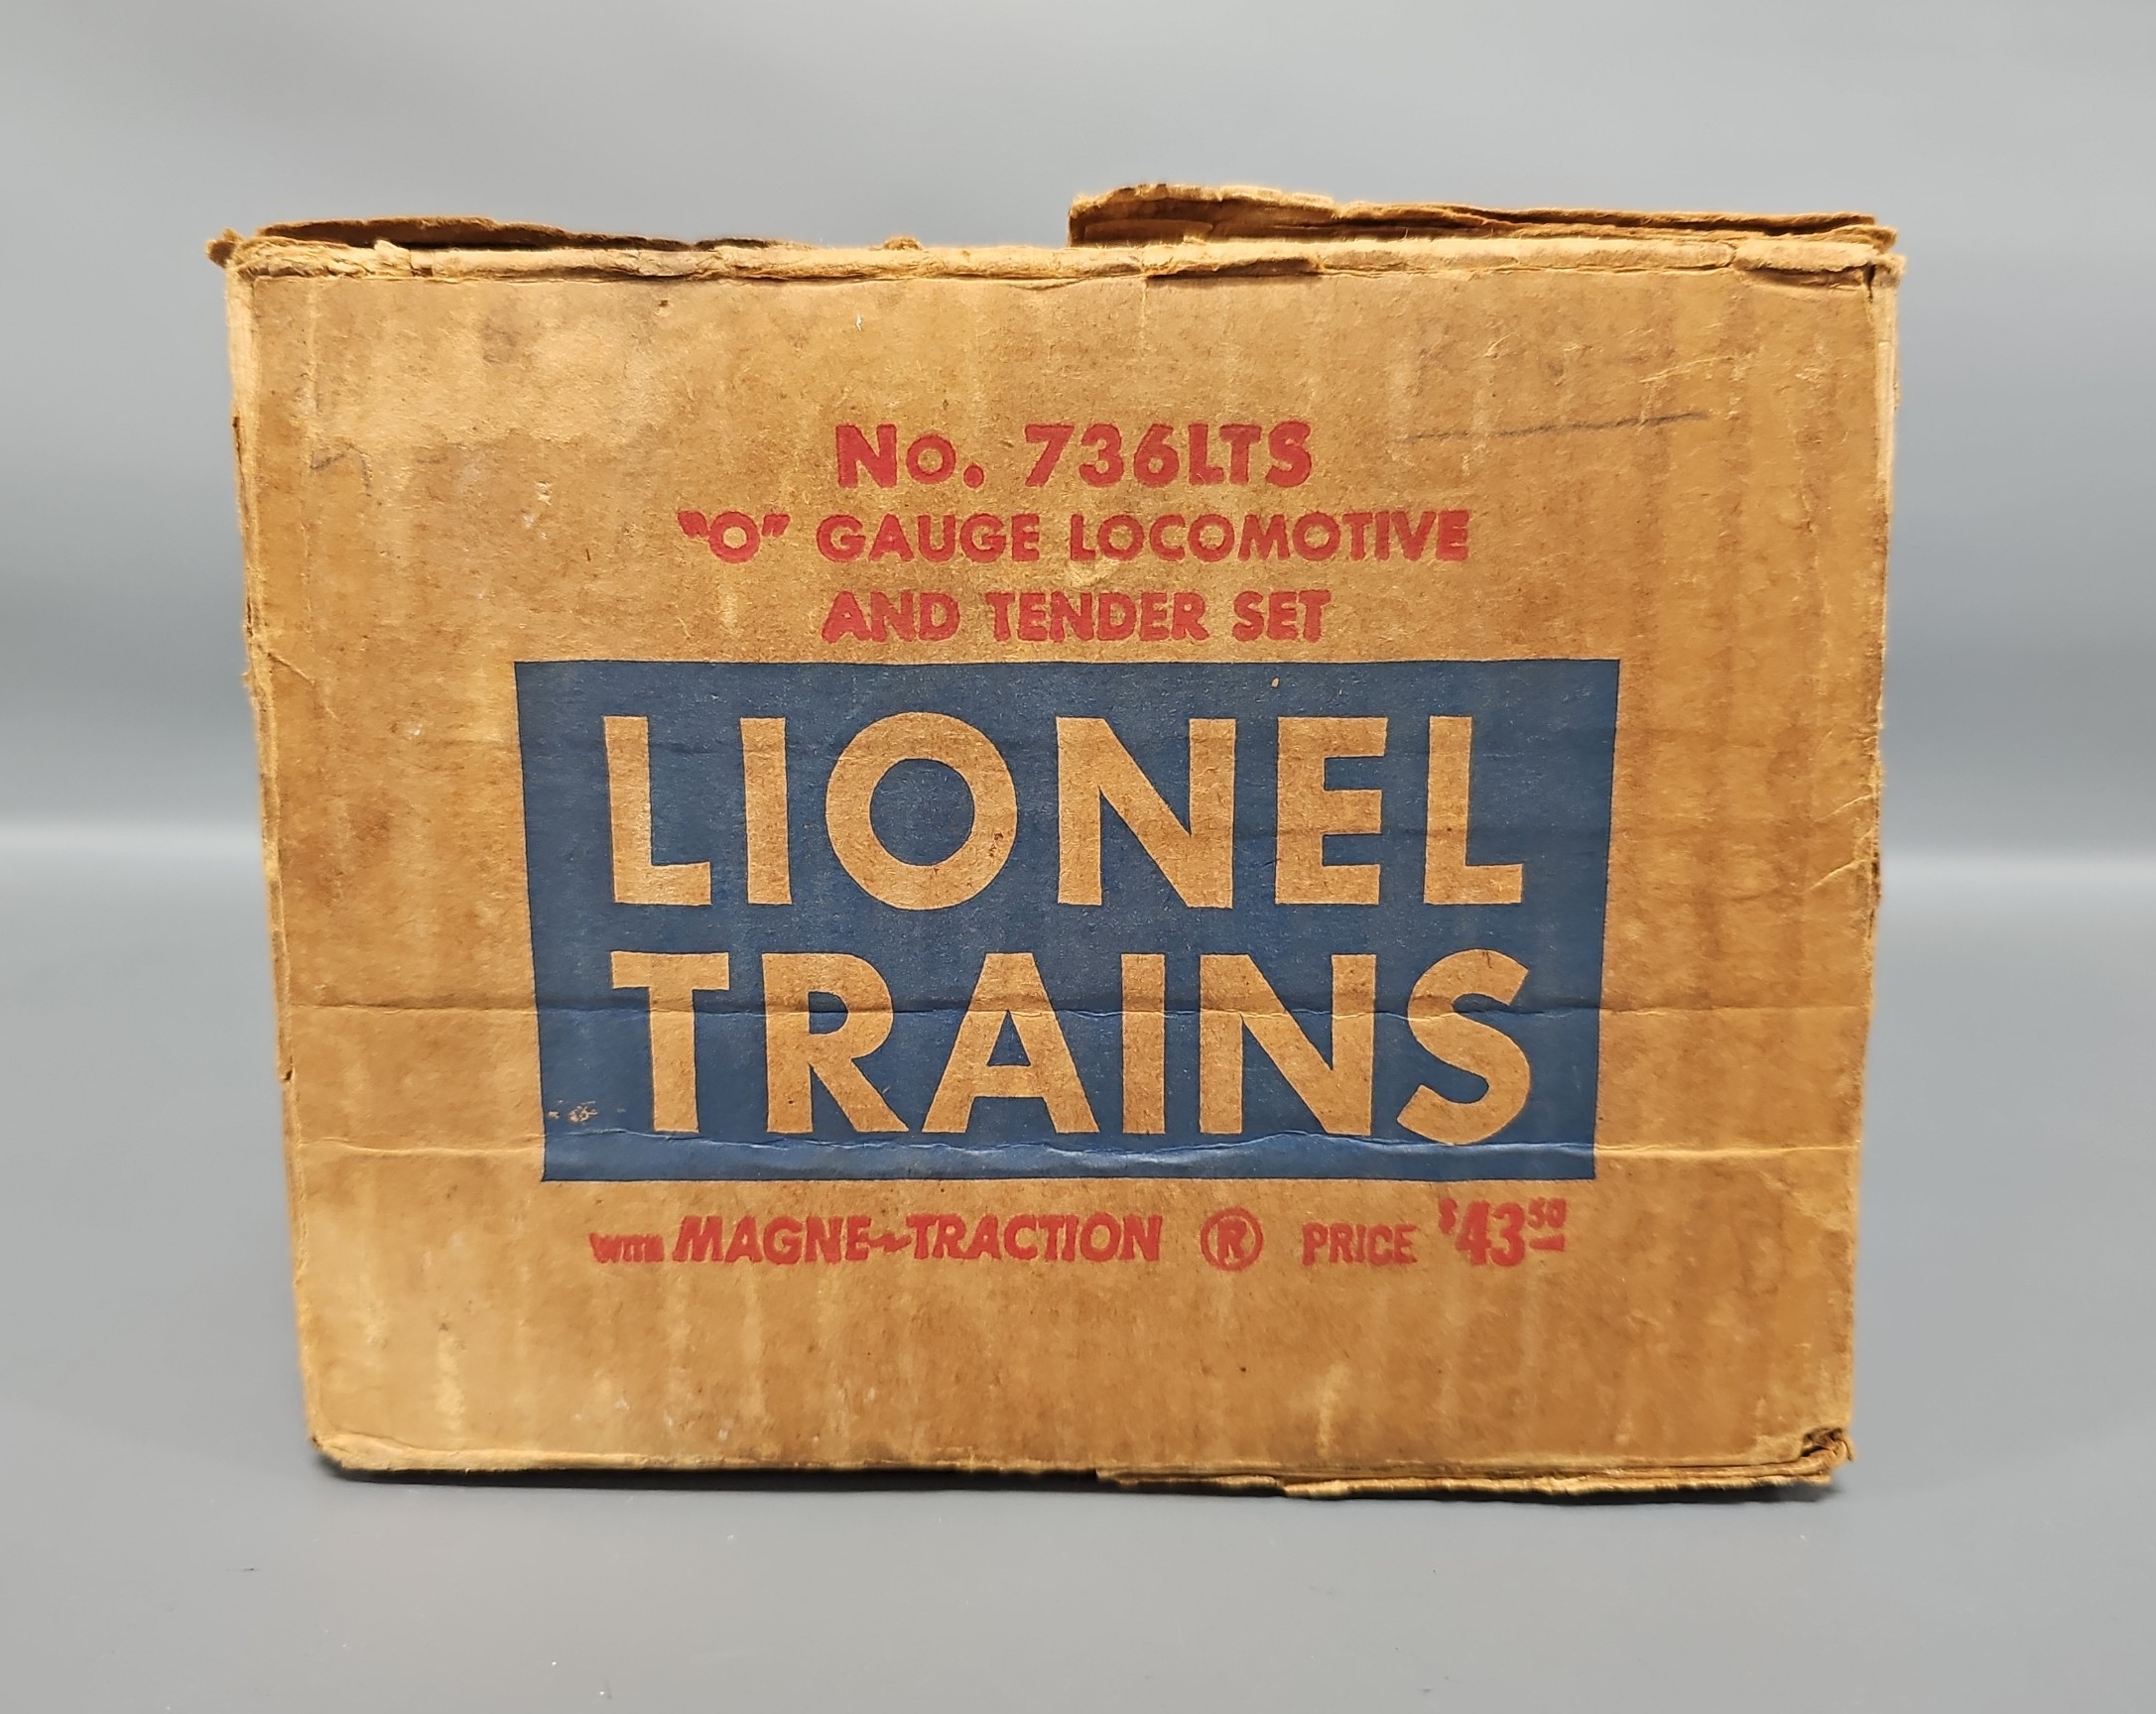 No. 736LTS
"O" GAUGE LOCOMOTIVE
AND TENDER SET
LIONEL
TRAINS
WITH MAGNE-TRACTION ® PRICE $43.50